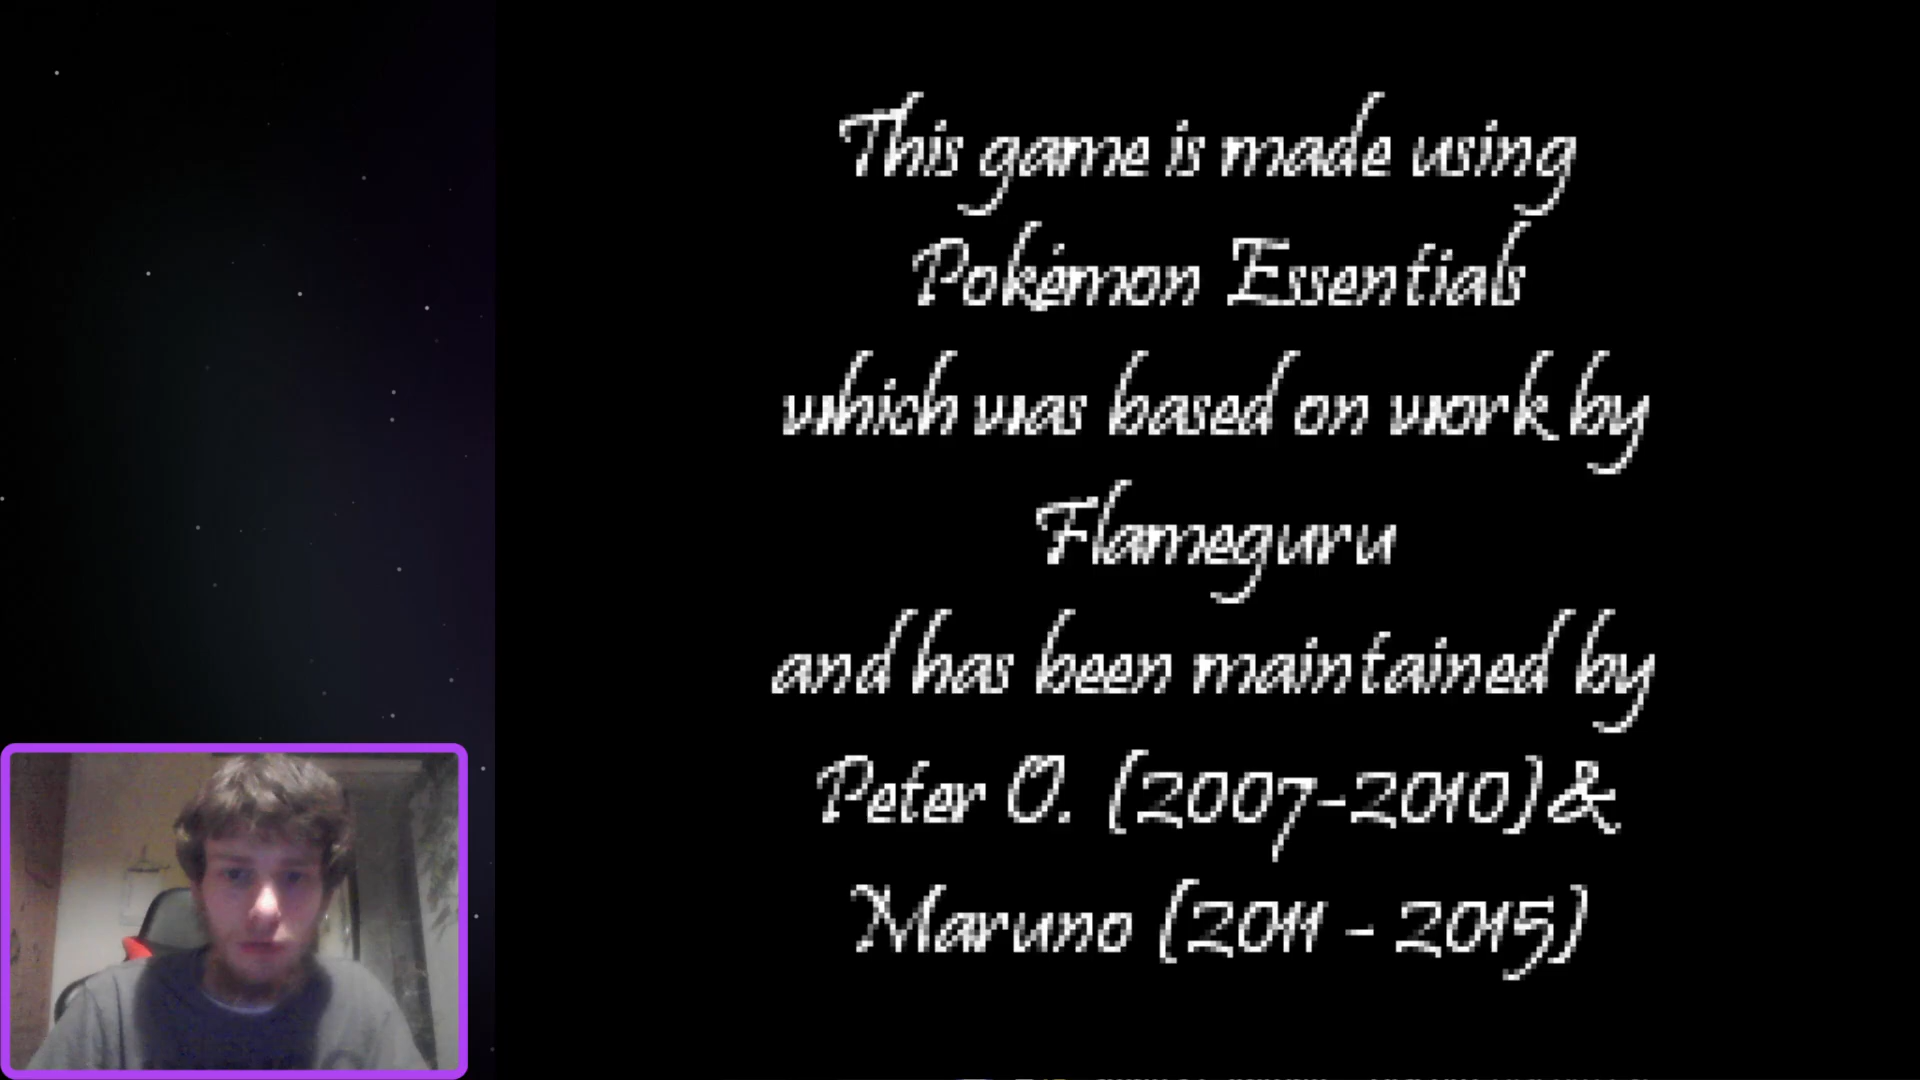 This game is made using
Pokémon Essentials
which was based on work by
Flameguru
and has been maintained by
Peter O. (2007-2010) &
Maruno (2011 - 2015)